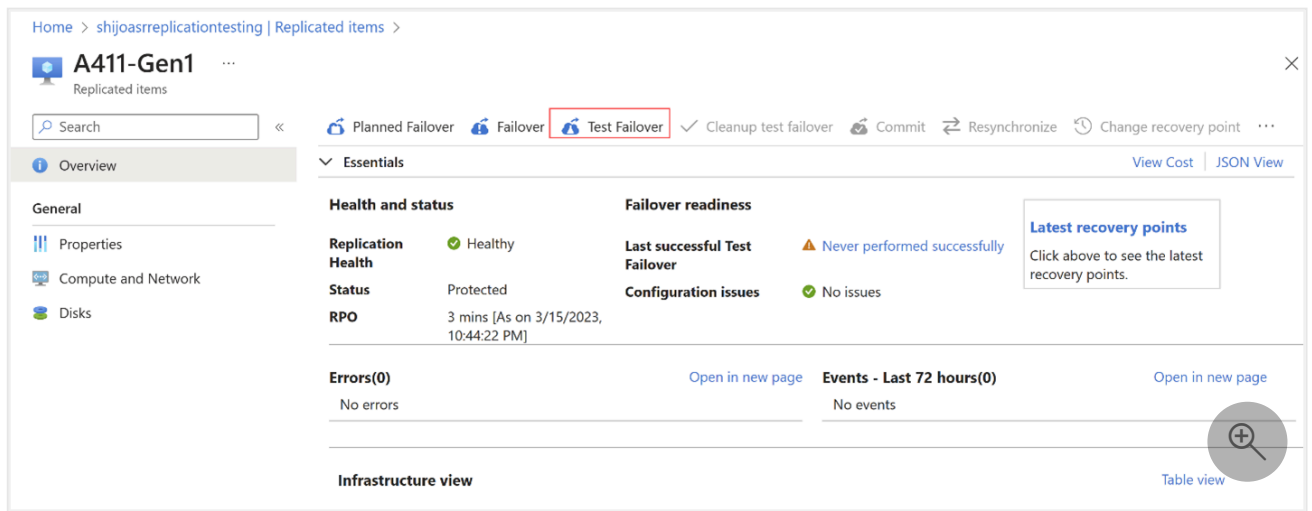 Home > shijoasrreplicationtesting | Replicated items >
A411-Gen1 ...
Replicated items
Search «
Planned Failover Failover Test Failover Cleanup test failover Commit Resynchronize Change recovery point ...
Overview
General
Properties
Compute and Network
Disks
Essentials
View Cost JSON View
Health and status
Replication Health
Healthy
Status
Protected
RPO
3 mins [As on 3/15/2023,
10:44:22 PM]
Failover readiness
Last successful Test
Failover
Never performed successfully
Configuration issues
No issues
Latest recovery points
Click above to see the latest
recovery points.
Errors(0)
Open in new page
No errors
Events - Last 72 hours(0)
Open in new page
No events
Infrastructure view
Table view